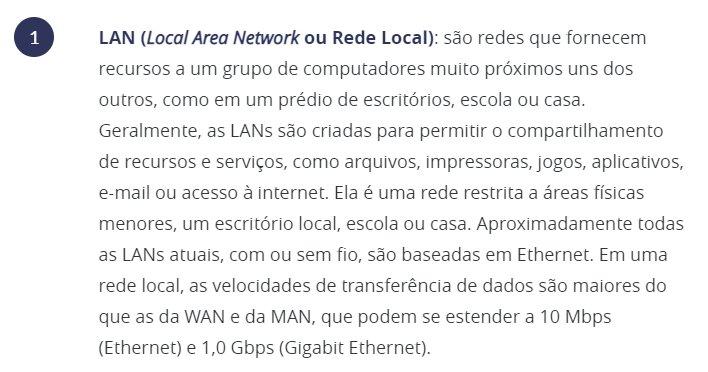 1
LAN (Local Area Network ou Rede Local): são redes que fornecem
recursos a um grupo de computadores muito próximos uns dos
outros, como em um prédio de escritórios, escola ou casa.
Geralmente, as LANs são criadas para permitir o compartilhamento
de recursos e serviços, como arquivos, impressoras, jogos, aplicativos,
e-mail ou acesso à internet. Ela é uma rede restrita a áreas físicas
menores, um escritório local, escola ou casa. Aproximadamente todas
as LANs atuais, com ou sem fio, são baseadas em Ethernet. Em uma
rede local, as velocidades de transferência de dados são maiores do
que as da WAN e da MAN, que podem se estender a 10 Mbps
(Ethernet) e 1,0 Gbps (Gigabit Ethernet).